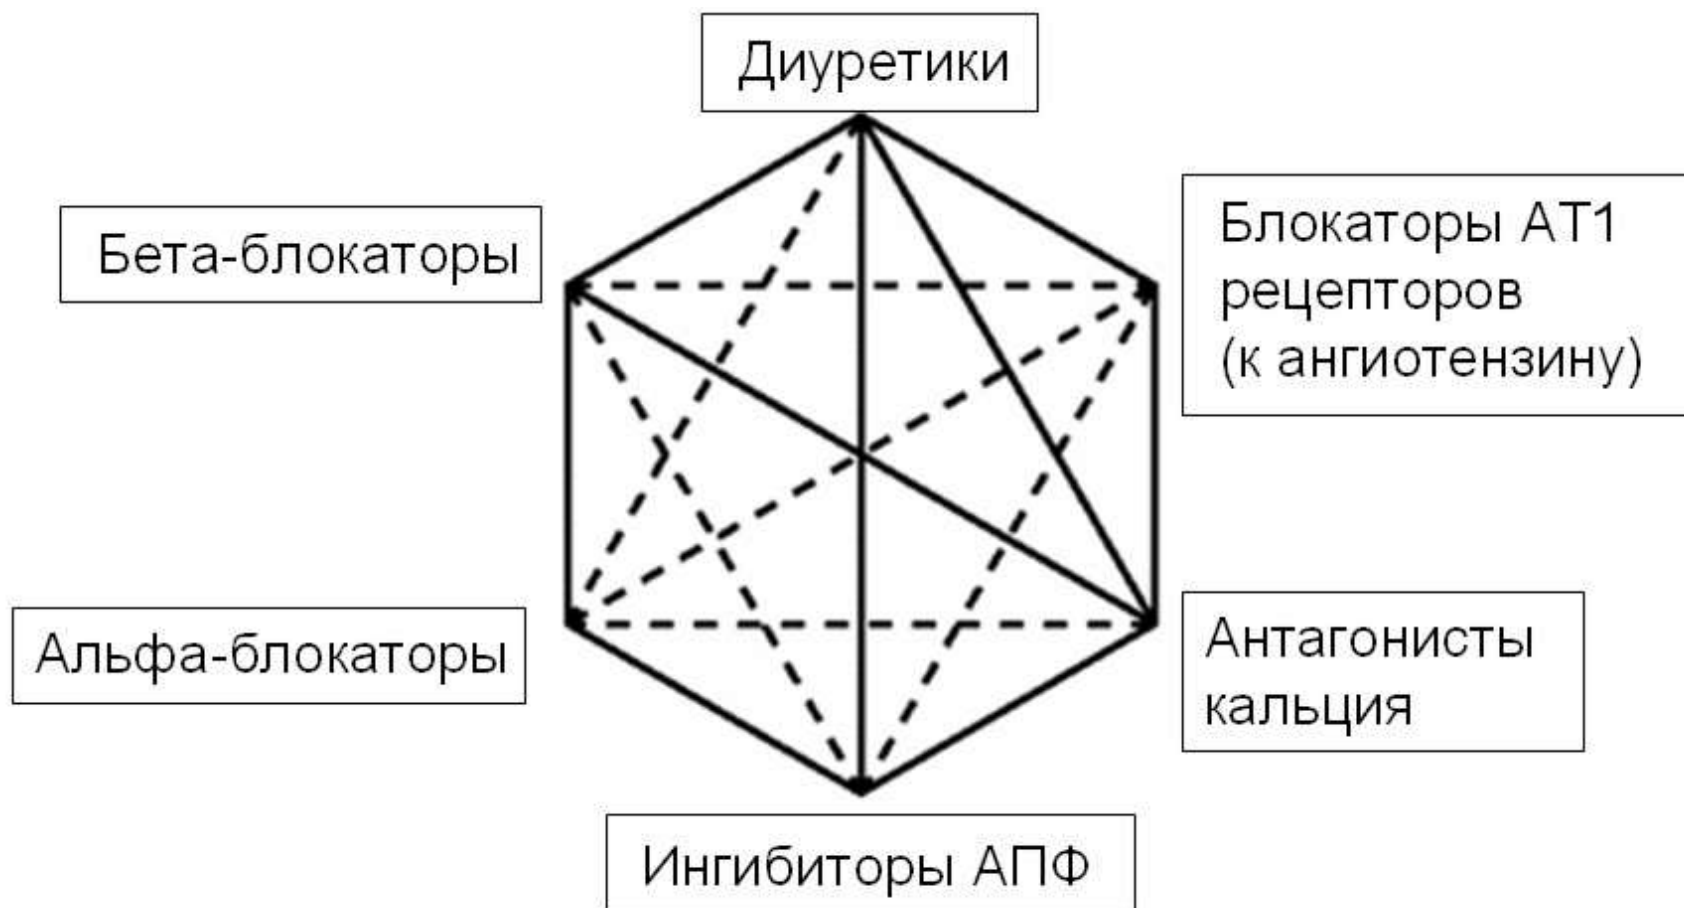 Диуретики
Бета-блокаторы
Блокаторы АТ1
рецепторов
(к ангиотензину)
Альфа-блокаторы
Антагонисты
кальция
Ингибиторы АПФ